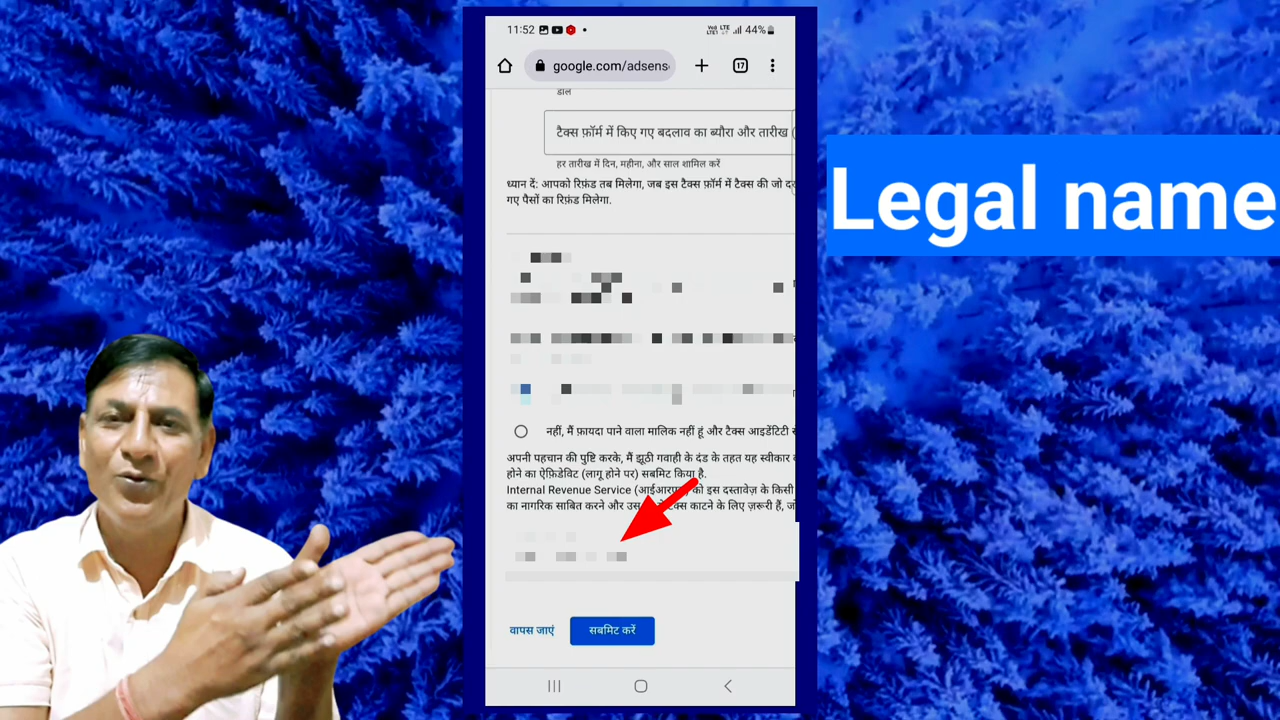 11:52
44%
google.com/adsens
17
डालें
टैक्स फ़ॉर्म में किए गए बदलाव का ब्यौरा और तारीख (
हर तारीख में दिन, महीना, और साल शामिल करें
ध्यान दें: आपको रिफ़ंड तब मिलेगा, जब इस टैक्स फ़ॉर्म में टैक्स की जो
गए पैसों का रिफ़ंड मिलेगा.
नहीं, मैं फ़ायदा पाने वाला मालिक नहीं हूं और टैक्स आइडेंटिटी
अपनी पहचान की पुष्टि करके, मैं झूठी गवाही के दंड के तहत यह स्वीकार
होने का ऐफ़िडेविट (लागू होने पर) सबमिट किया है.
Internal Revenue Service को इस दस्तावेज़ के किसी
का नागरिक साबित करने और टैक्स काटने के लिए ज़रूरी हैं,
वापस जाएं
सबमिट करें
Legal name